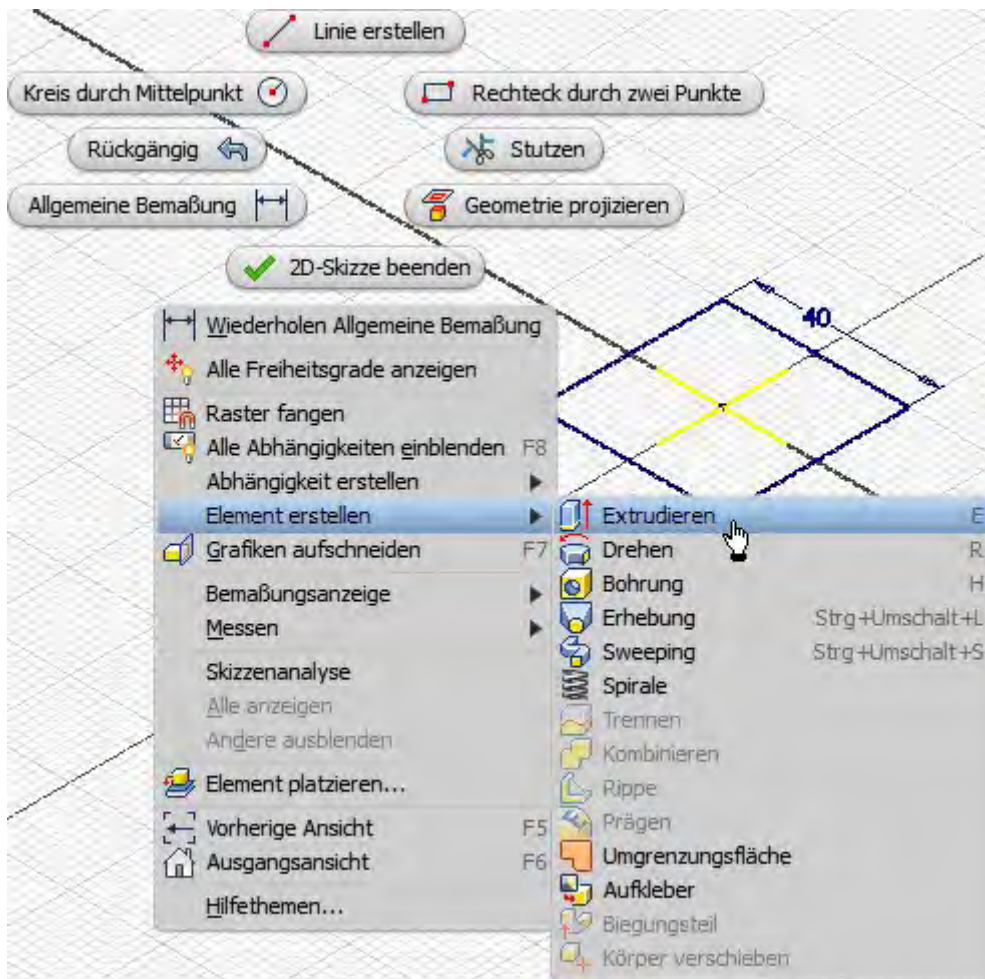 Linie erstellen
Kreis durch Mittelpunkt
Rechteck durch zwei Punkte
Rückgängig
Stutzen
Allgemeine Bemaßung
Geometrie projizieren
2D-Skizze beenden
40
Wiederholen Allgemeine Bemaßung
Alle Freiheitsgrade anzeigen
Raster fangen
Alle Abhängigkeiten einblenden F8
Abhängigkeit erstellen
Element erstellen
Grafiken aufschneiden F7
Bemaßungsanzeige
Messen
Skizzenanalyse
Alle anzeigen
Andere ausblenden
Element platzieren...
Vorherige Ansicht F5
Ausgangsansicht F6
Hilfethemen...
Extrudieren E
Drehen R
Bohrung H
Erhebung Strg+Umschalt+L
Sweeping Strg+Umschalt+S
Spirale
Trennen
Kombinieren
Rippe
Prägen
Umgrenzungsfläche
Aufkleber
Biegungsteil
Körper verschieben